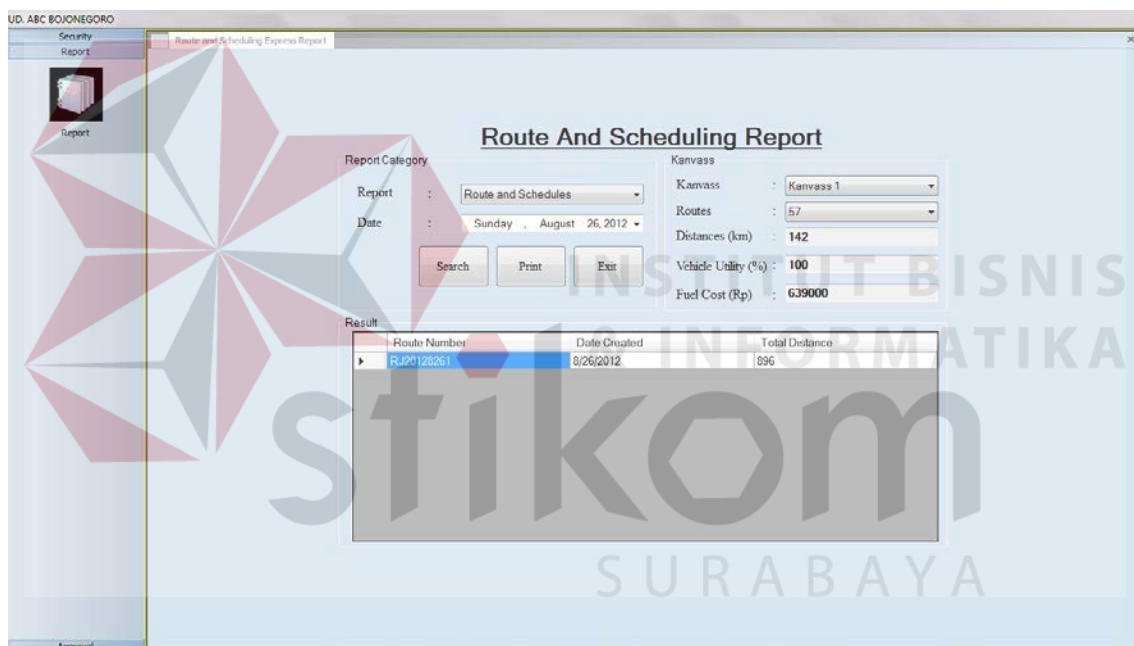 UD. ABC BOJONEGORO
Security
Report
Report
Route and Scheduling Express Report
Route And Scheduling Report
Report Category
Report : Route and Schedules
Date : Sunday , August 26, 2012
Search Print Exit
Kanvass
Kanvass : Kanvass 1
Routes : 57
Distances (km) : 142
Vehicle Utility (%) : 100
Fuel Cost (Rp) : 639000
Result
Route Number Date Created Total Distance
RJ20128261 8/26/2012 896
INSTITUT BISNIS
& INFORMATIKA
stikom
SURABAYA